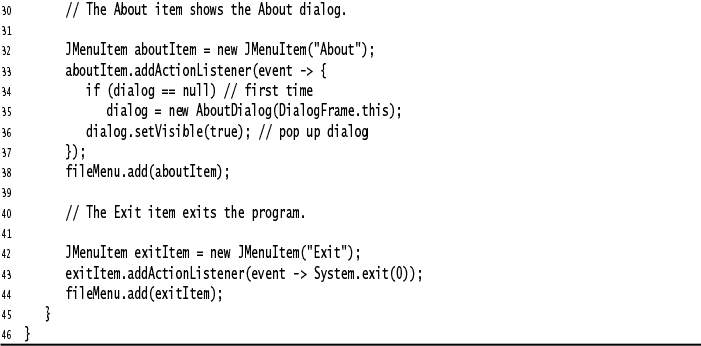 30 // The About item shows the About dialog.
31
32 JMenuItem aboutItem = new JMenuItem("About");
33 aboutItem.addActionListener(event -> {
34 if (dialog == null) // first time
35 dialog = new AboutDialog(DialogFrame.this);
36 dialog.setVisible(true); // pop up dialog
37 });
38 fileMenu.add(aboutItem);
39
40 // The Exit item exits the program.
41
42 JMenuItem exitItem = new JMenuItem("Exit");
43 exitItem.addActionListener(event -> System.exit(0));
44 fileMenu.add(exitItem);
45 }
46 }